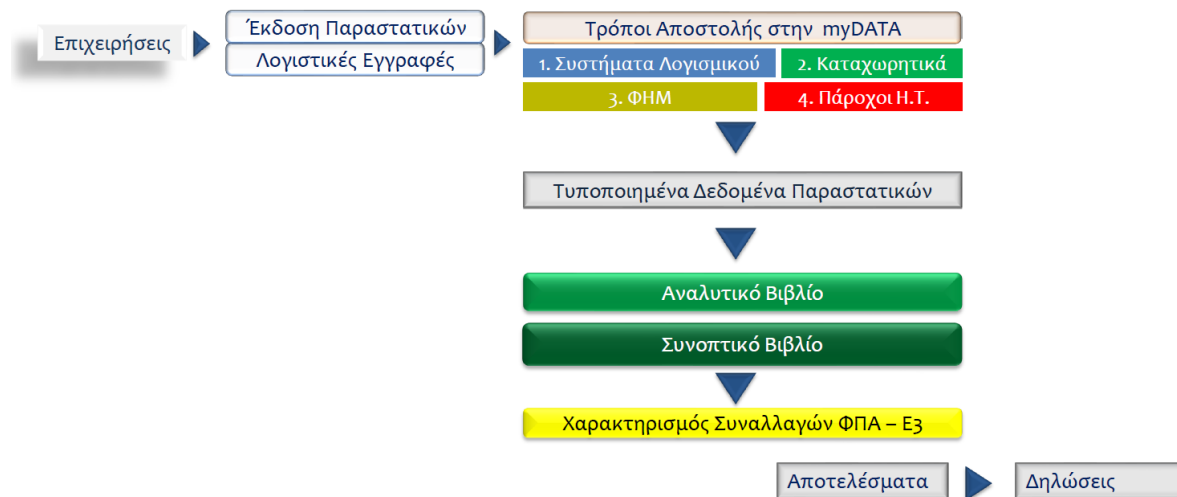 Επιχειρήσεις
Έκδοση Παραστατικών
Λογιστικές Εγγραφές
Τρόποι Αποστολής στην myDATA
1. Συστήματα Λογισμικού
2. Καταχωρητικά
3. ΦΗΜ
4. Πάροχοι Η.Τ.
Τυποποιημένα Δεδομένα Παραστατικών
Αναλυτικό Βιβλίο
Συνοπτικό Βιβλίο
Χαρακτηρισμός Συναλλαγών ΦΠΑ – Ε3
Αποτελέσματα
Δηλώσεις